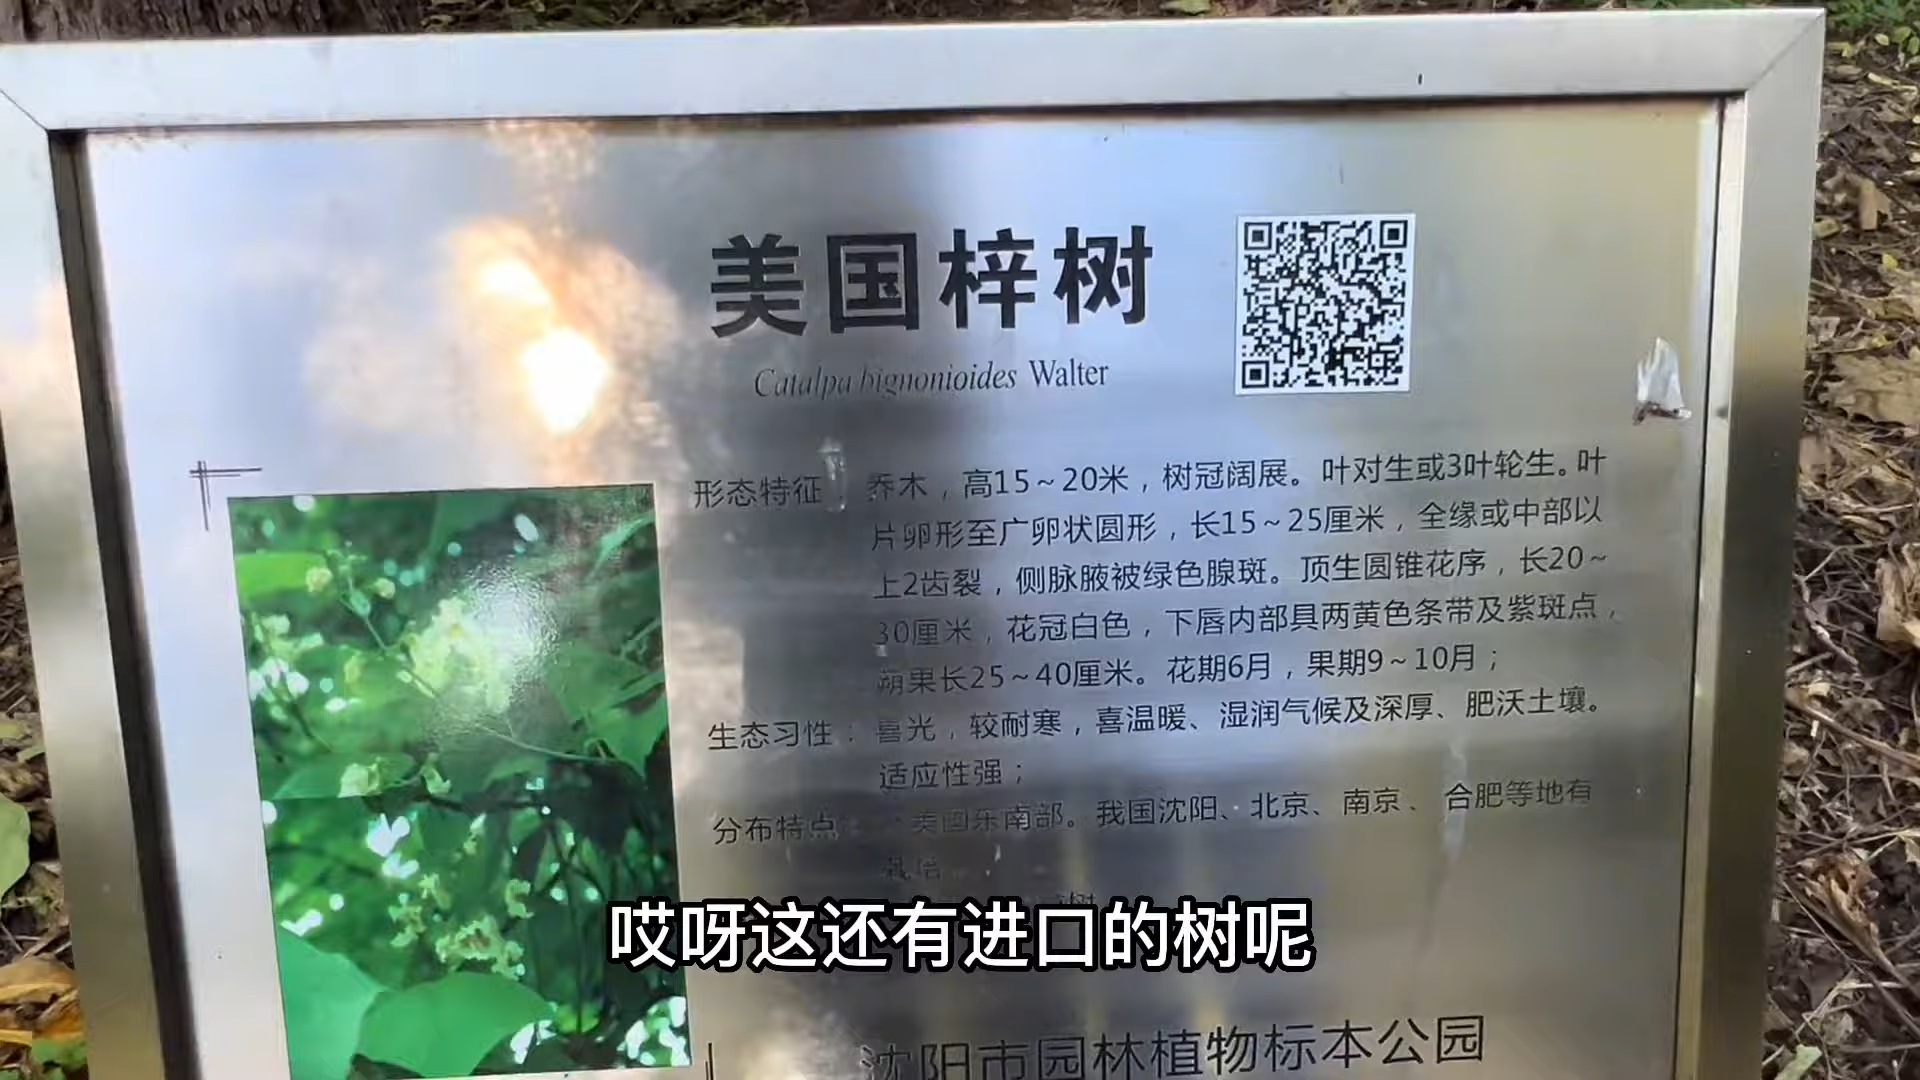 美国梓树
Catalpa bignonioides Walter
形态特征：乔木，高15～20米，树冠阔展。叶对生或3叶轮生。叶
片卵形至广卵状圆形，长15～25厘米，全缘或中部以
上2齿裂，侧脉腋被绿色腺斑。顶生圆锥花序，长20～
30厘米，花冠白色，下唇内部具两黄色条带及紫斑点，
蒴果长25～40厘米。花期6月，果期9～10月；
生态习性：喜光，较耐寒，喜温暖、湿润气候及深厚、肥沃土壤。
适应性强；
分布特点：美国东南部。我国沈阳、北京、南京、合肥等地有
栽培
树
哎呀这还有进口的树呢
沈阳市园林植物标本公园